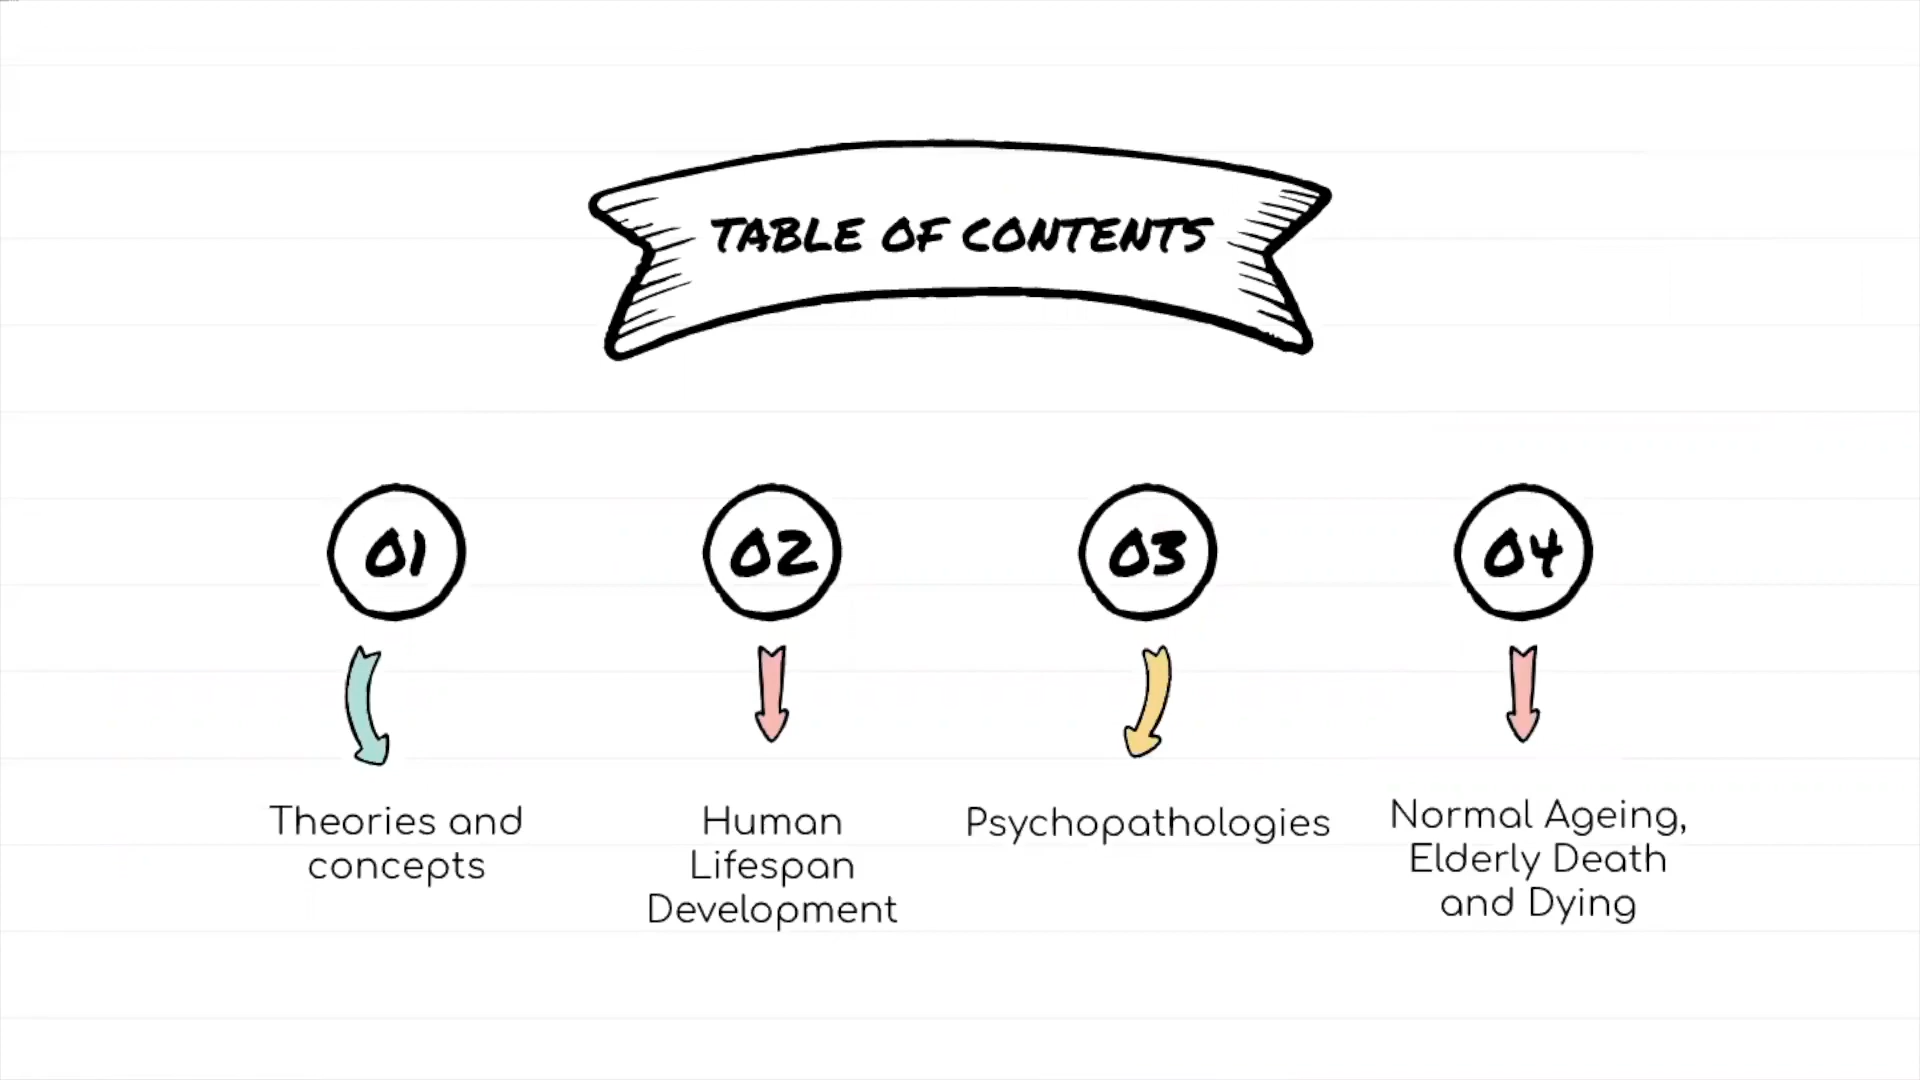 TABLE OF CONTENTS
01
02
03
04
Theories and
concepts
Human
Lifespan
Development
Psychopathologies
Normal Ageing,
Elderly Death
and Dying